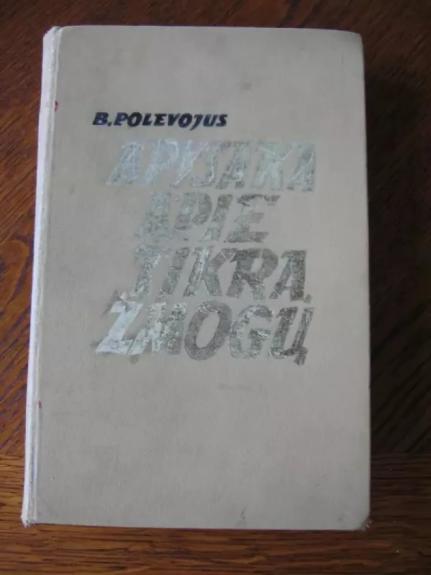 B.POLEVOJUS
APYSAKA
APIE
TIKRĄ
ŽMOGŲ